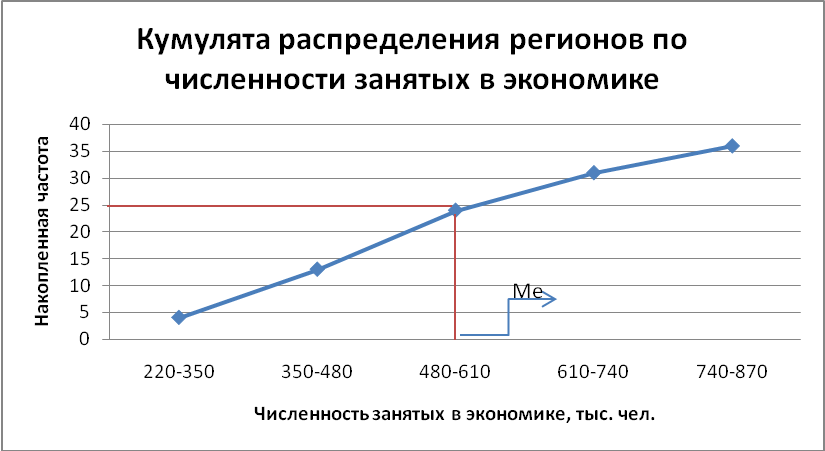 Кумулята распределения регионов по
численности занятых в экономике
Накопленная частота
40
35
30
25
20
15
10
5
0
Me
220-350 350-480 480-610 610-740 740-870
Численность занятых в экономике, тыс. чел.